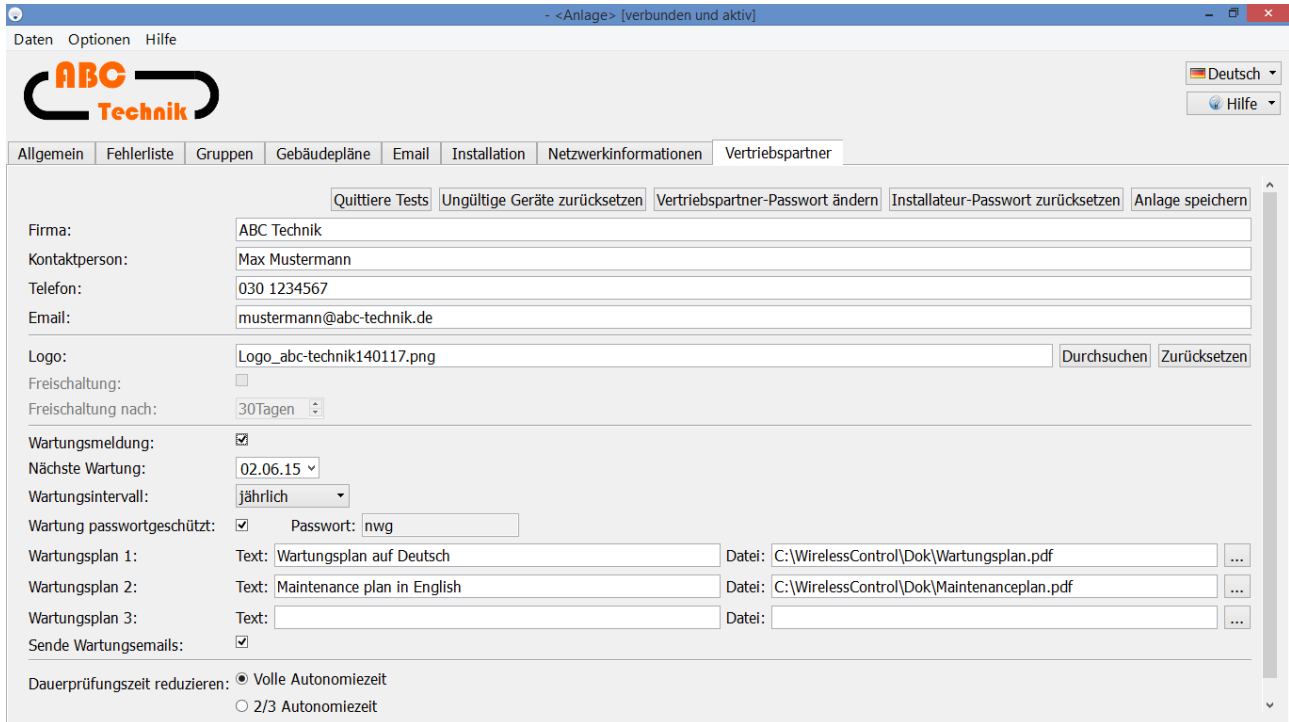 - <Anlage> [verbunden und aktiv]
Daten Optionen Hilfe
ABC Technik
Deutsch
Hilfe
Allgemein Fehlerliste Gruppen Gebäudepläne Email Installation Netzwerkinformationen Vertriebspartner
Quittiere Tests Ungültige Geräte zurücksetzen Vertriebspartner-Passwort ändern Installateur-Passwort zurücksetzen Anlage speichern
Firma: ABC Technik
Kontaktperson: Max Mustermann
Telefon: 030 1234567
Email: mustermann@abc-technik.de
Logo: Logo_abc-technik140117.png Durchsuchen Zurücksetzen
Freischaltung:
Freischaltung nach: 30Tagen
Wartungsmeldung:
Nächste Wartung: 02.06.15
Wartungsintervall: jährlich
Wartung passwortgeschützt: Passwort: nwg
Wartungsplan 1: Text: Wartungsplan auf Deutsch Datei: C:\WirelessControl\Dok\Wartungsplan.pdf ...
Wartungsplan 2: Text: Maintenance plan in English Datei: C:\WirelessControl\Dok\Maintenanceplan.pdf ...
Wartungsplan 3: Text: Datei: ...
Sende Wartungsemails:
Dauerprüfungszeit reduzieren: Volle Autonomiezeit
2/3 Autonomiezeit